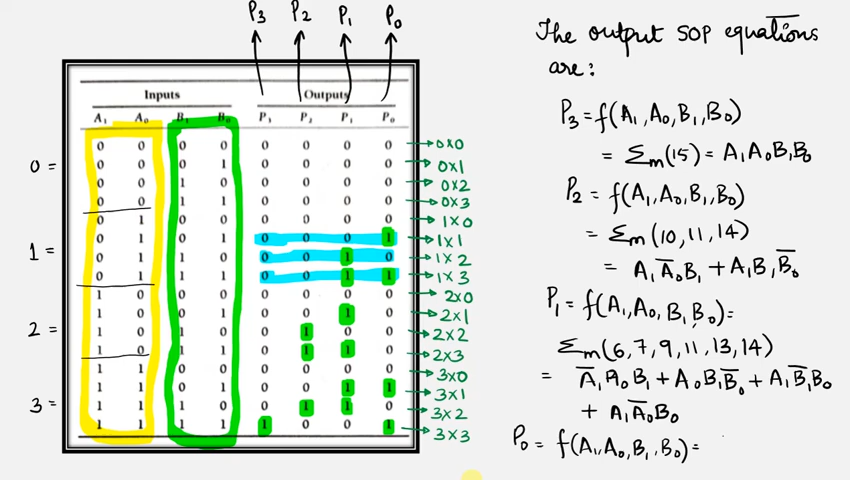 P3 P2 P1 P0
Inputs Outputs
A1 A0 B1 B0 P3 P2 P1 P0
0 0 0 0 0 0 0 0 → 0x0
0 0 0 1 0 0 0 0 → 0x1
0 0 1 0 0 0 0 0 → 0x2
0 0 1 1 0 0 0 0 → 0x3
0 1 0 0 0 0 0 0 → 1x0
0 1 0 1 0 0 0 1 → 1x1
0 1 1 0 0 0 1 0 → 1x2
0 1 1 1 0 0 1 1 → 1x3
1 0 0 0 0 0 0 0 → 2x0
1 0 0 1 0 0 1 0 → 2x1
1 0 1 0 0 1 0 0 → 2x2
1 0 1 1 0 1 1 0 → 2x3
1 1 0 0 0 0 0 0 → 3x0
1 1 0 1 0 0 1 1 → 3x1
1 1 1 0 0 1 1 0 → 3x2
1 1 1 1 1 0 0 1 → 3x3
0 =
1 =
2 =
3 =
The output SOP equations
are:
P3 = f(A1, A0, B1, B0)
= Σm(15) = A1A0B1B0
P2 = f(A1, A0, B1, B0)
= Σm(10, 11, 14)
= A1A̅0B1 + A1B1B̅0
P1 = f(A1, A0, B1, B0) =
Σm(6, 7, 9, 11, 13, 14)
= A̅1A0B1 + A0B1B̅0 + A1B̅1B0
+ A1A̅0B0
P0 = f(A1, A0, B1, B0) =